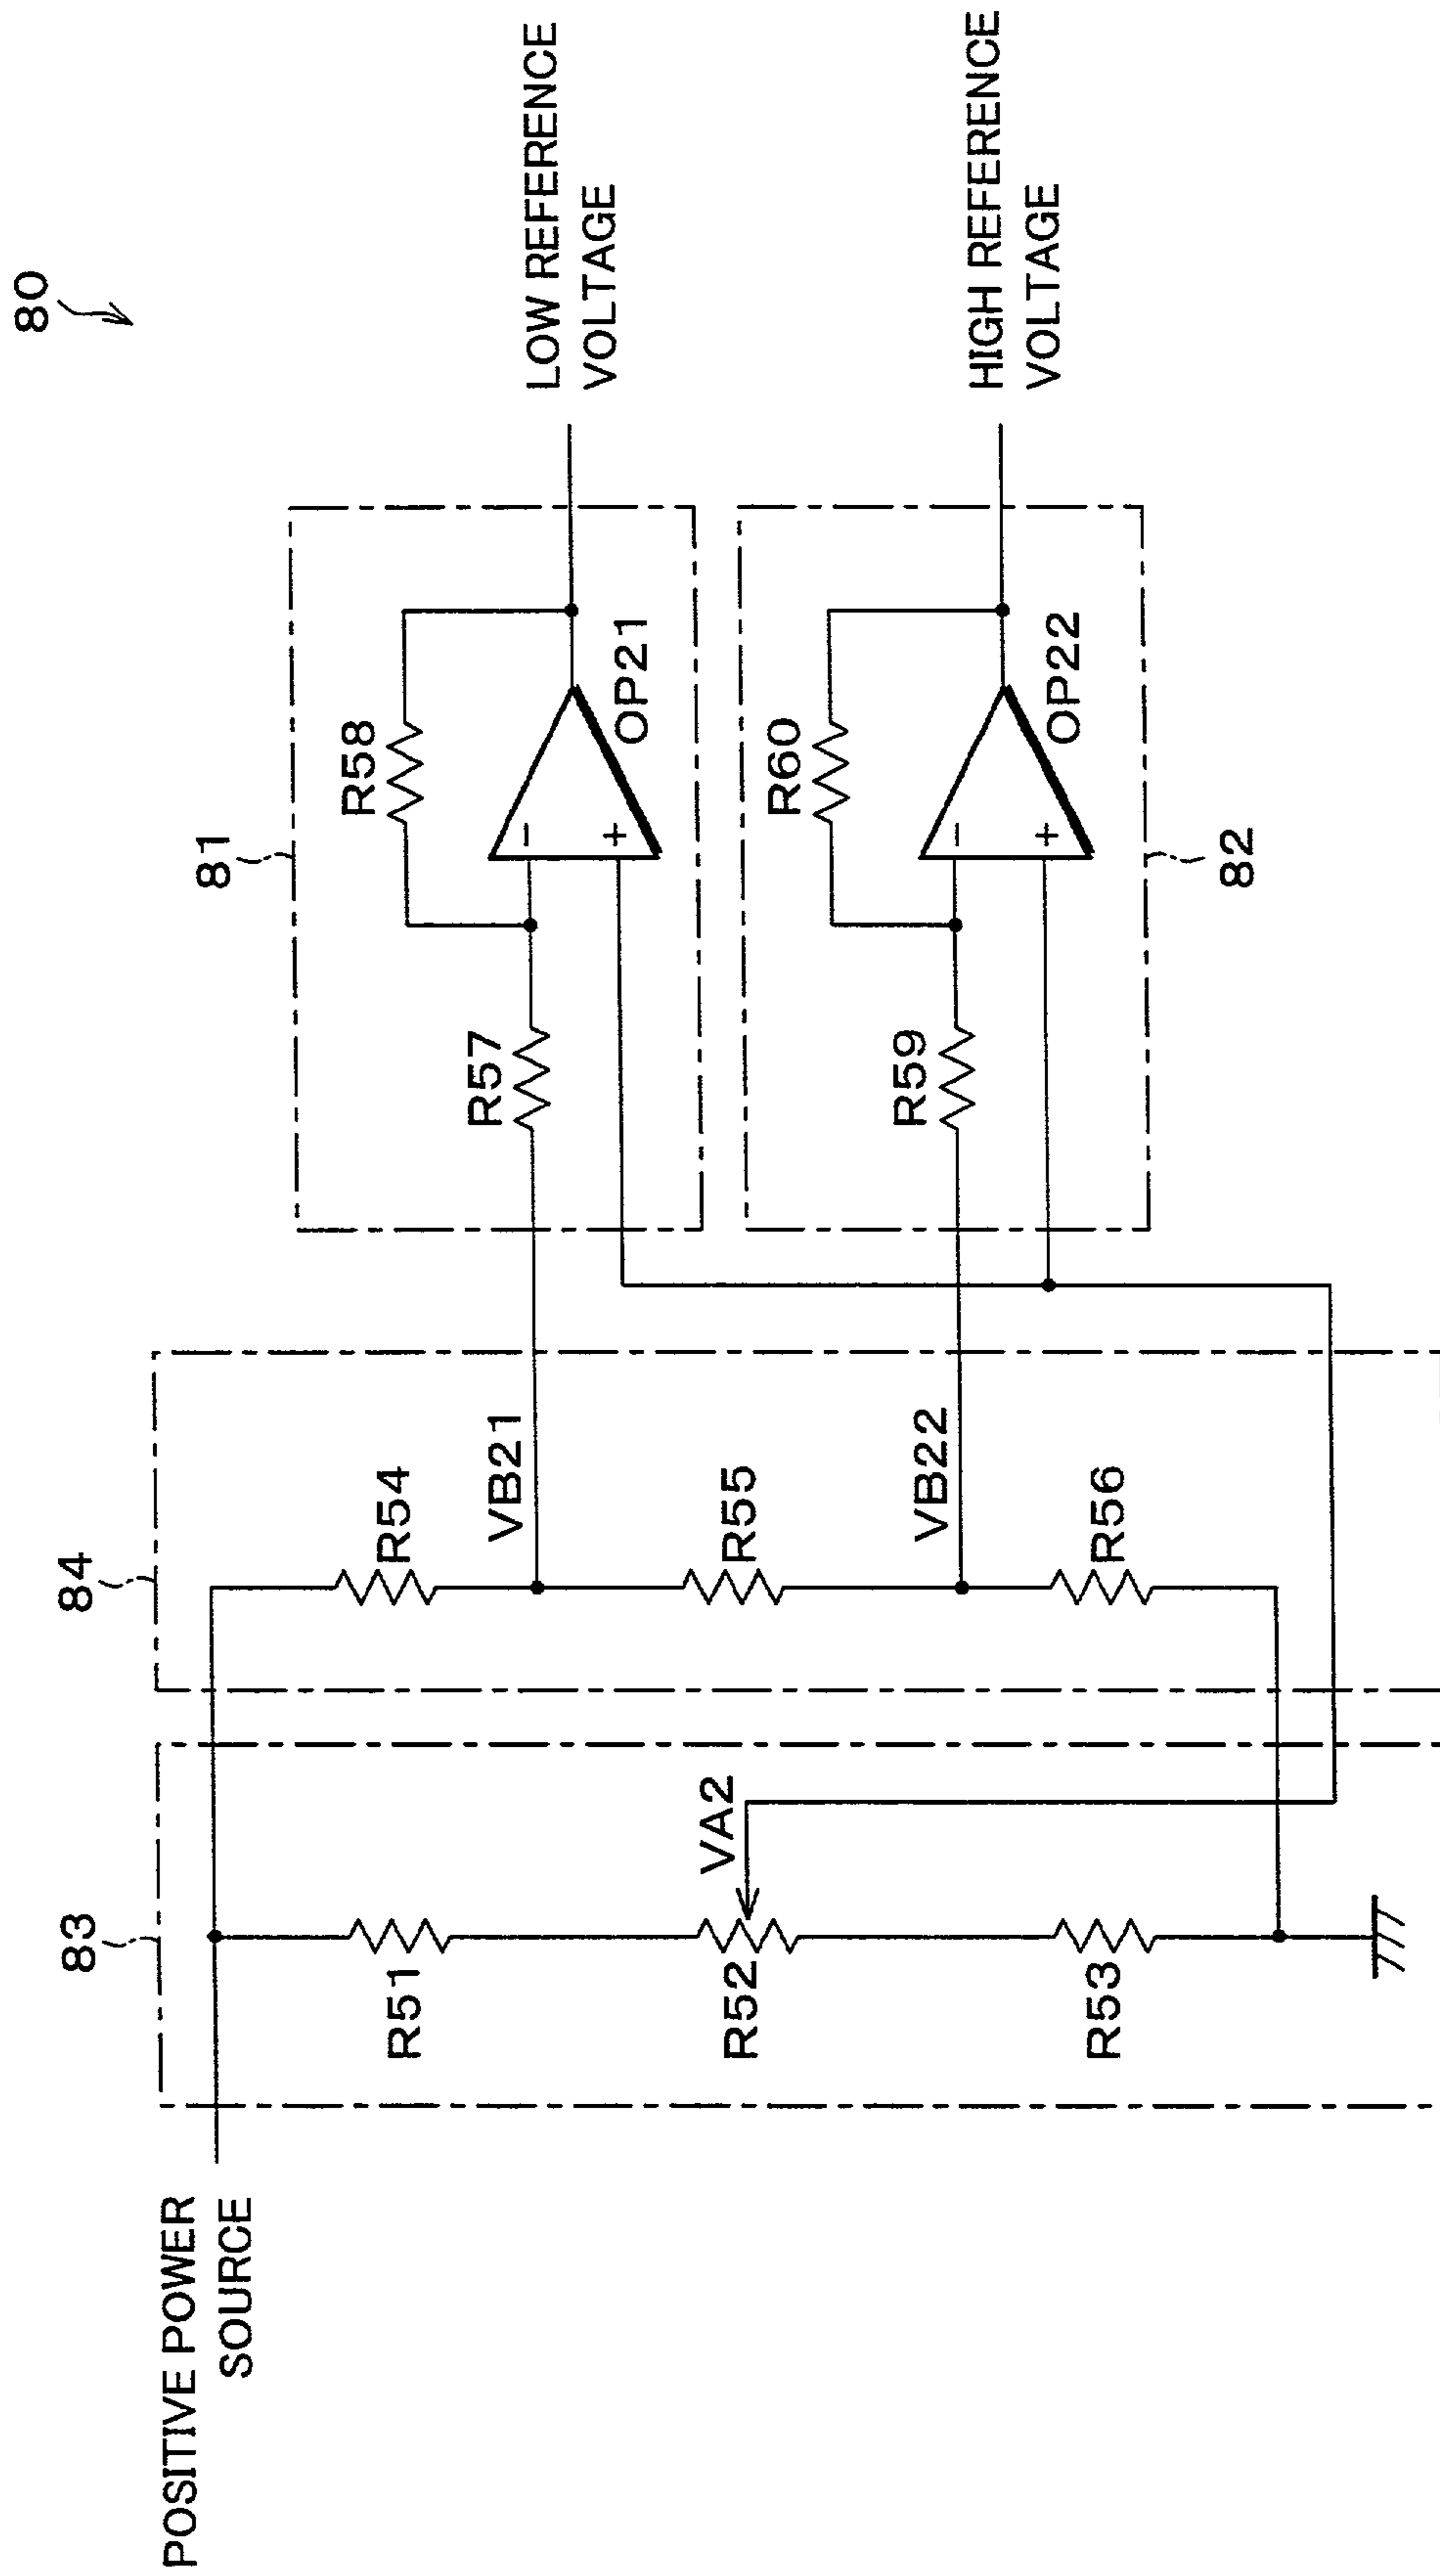 80
81
R58
R57
OP21
LOW REFERENCE
VOLTAGE
84
R54
VB21
R55
VB22
R56
83
POSITIVE POWER
SOURCE
R51
R52
VA2
R53
R60
R59
OP22
HIGH REFERENCE
VOLTAGE
82
−
+
−
+